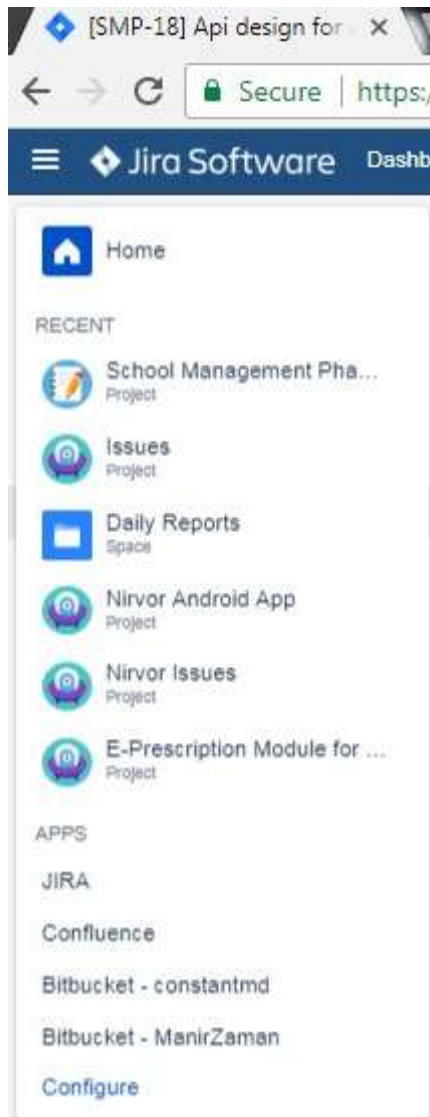 [SMP-18] Api design for
Secure | https:/
Jira Software Dashb
Home
RECENT
School Management Pha...
Project
Issues
Project
Daily Reports
Space
Nirvor Android App
Project
Nirvor Issues
Project
E-Prescription Module for ...
Project
APPS
JIRA
Confluence
Bitbucket - constantmd
Bitbucket - ManirZaman
Configure